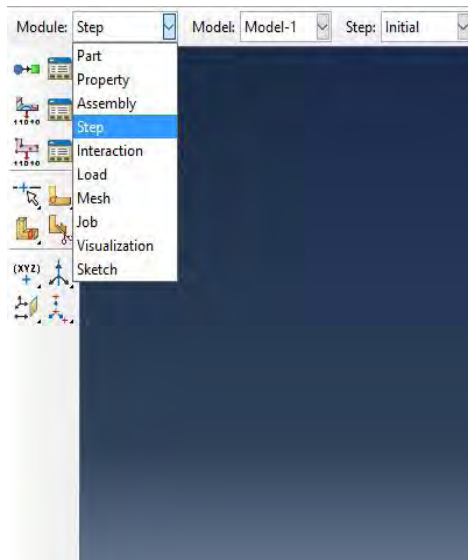 Module: Step Model: Model-1 Step: Initial
Part
Property
Assembly
Step
Interaction
Load
Mesh
Job
Visualization
Sketch
(XYZ)